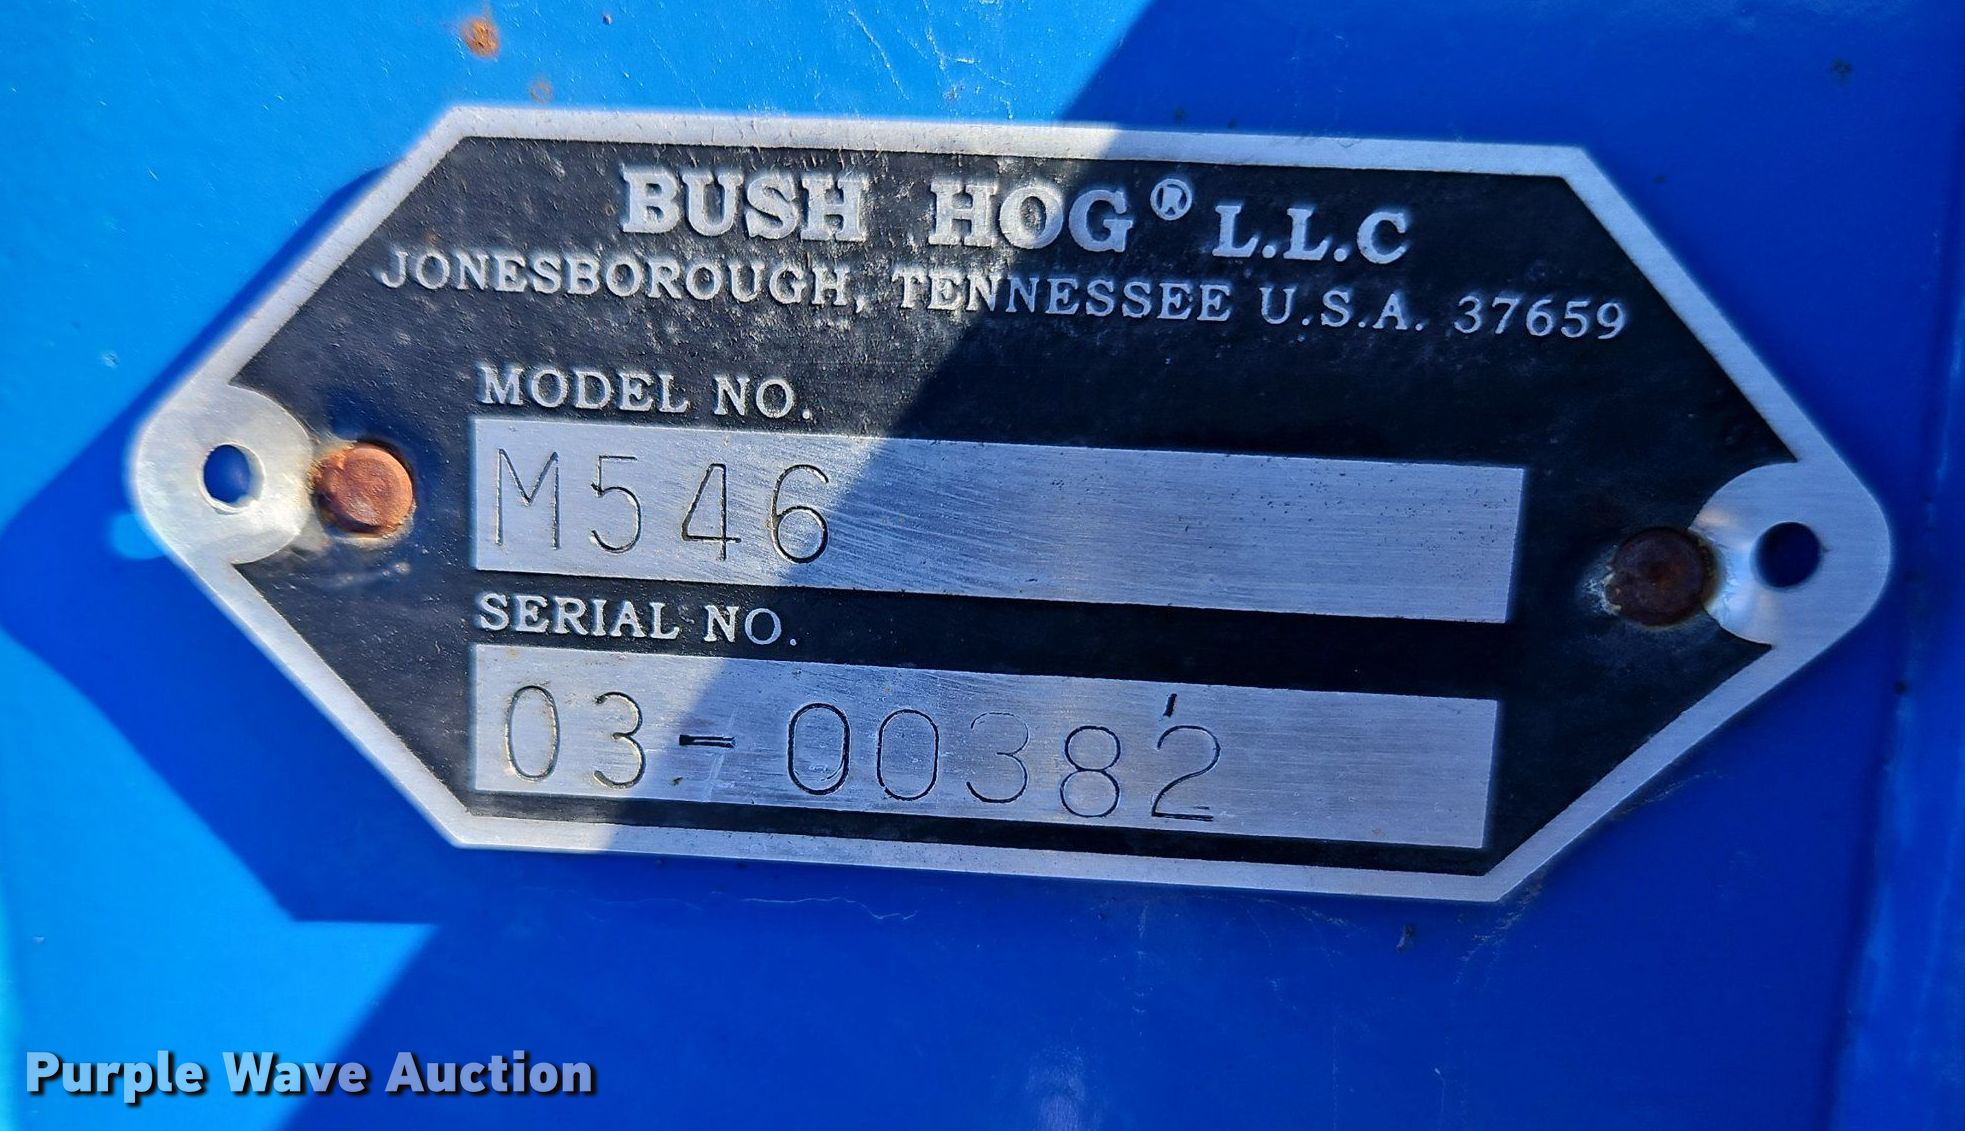 BUSH HOG® L.L.C
JONESBOROUGH, TENNESSEE U.S.A. 37659
MODEL NO.
M546
SERIAL NO.
03-00382
Purple Wave Auction